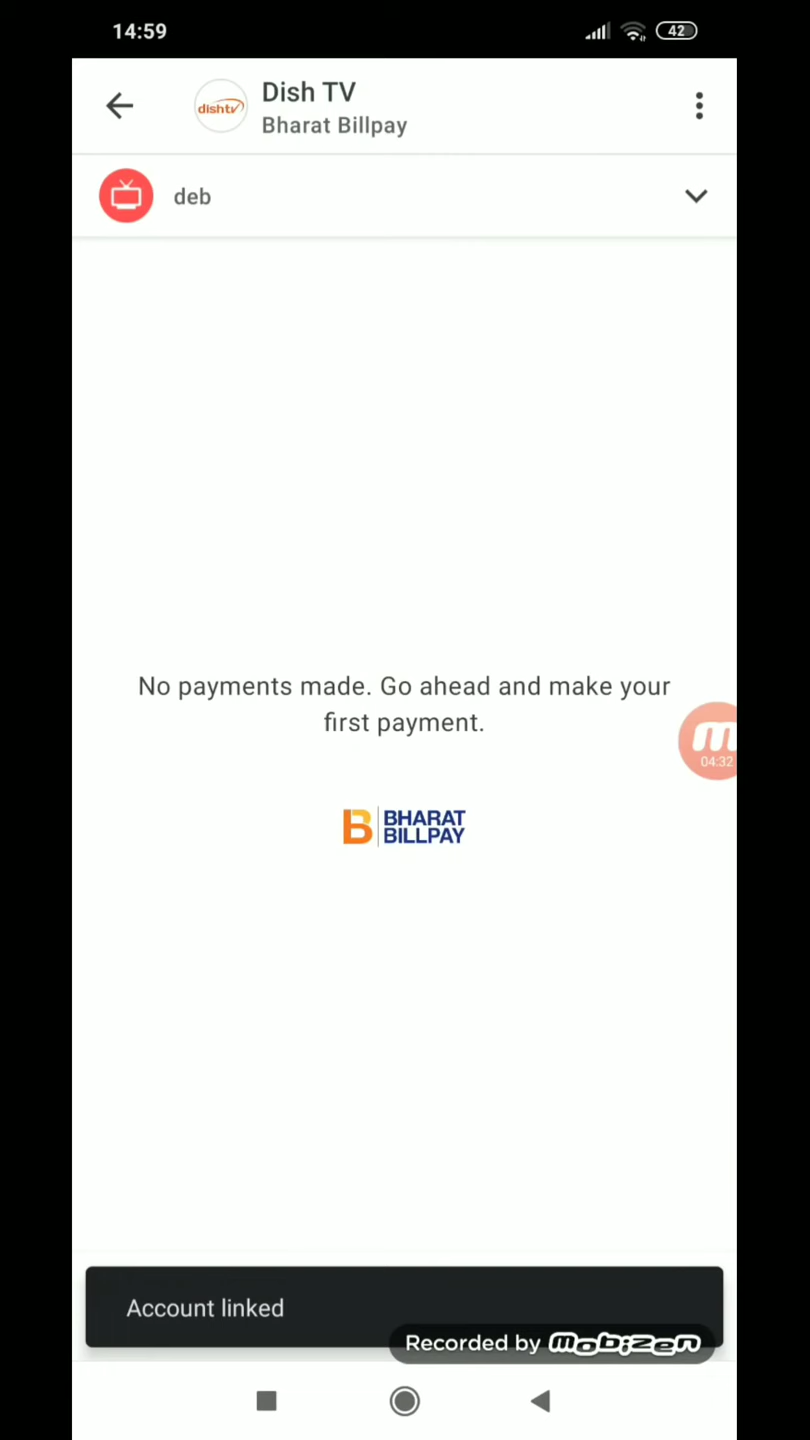 14:59
42
dishtv
Dish TV
Bharat Billpay
deb
No payments made. Go ahead and make your
first payment.
m
04:32
B BHARAT
BILLPAY
Account linked
Recorded by mobizen